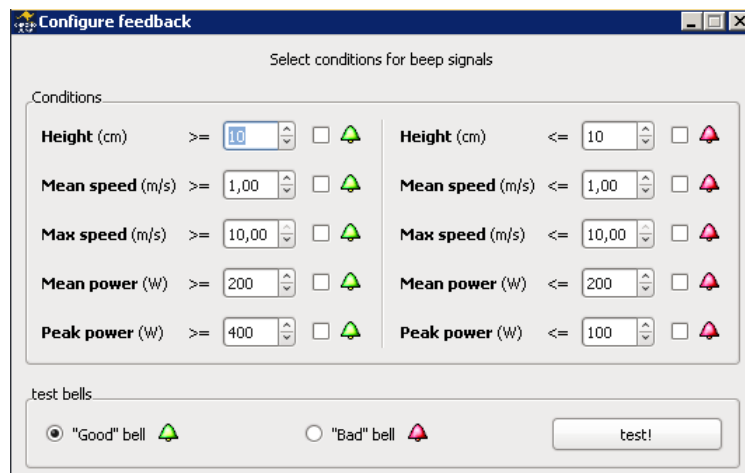 Configure feedback
Select conditions for beep signals
Conditions
Height (cm) >= 10 Height (cm) <= 10
Mean speed (m/s) >= 1,00 Mean speed (m/s) <= 1,00
Max speed (m/s) >= 10,00 Max speed (m/s) <= 10,00
Mean power (W) >= 200 Mean power (W) <= 200
Peak power (W) >= 400 Peak power (W) <= 100
test bells
"Good" bell "Bad" bell test!